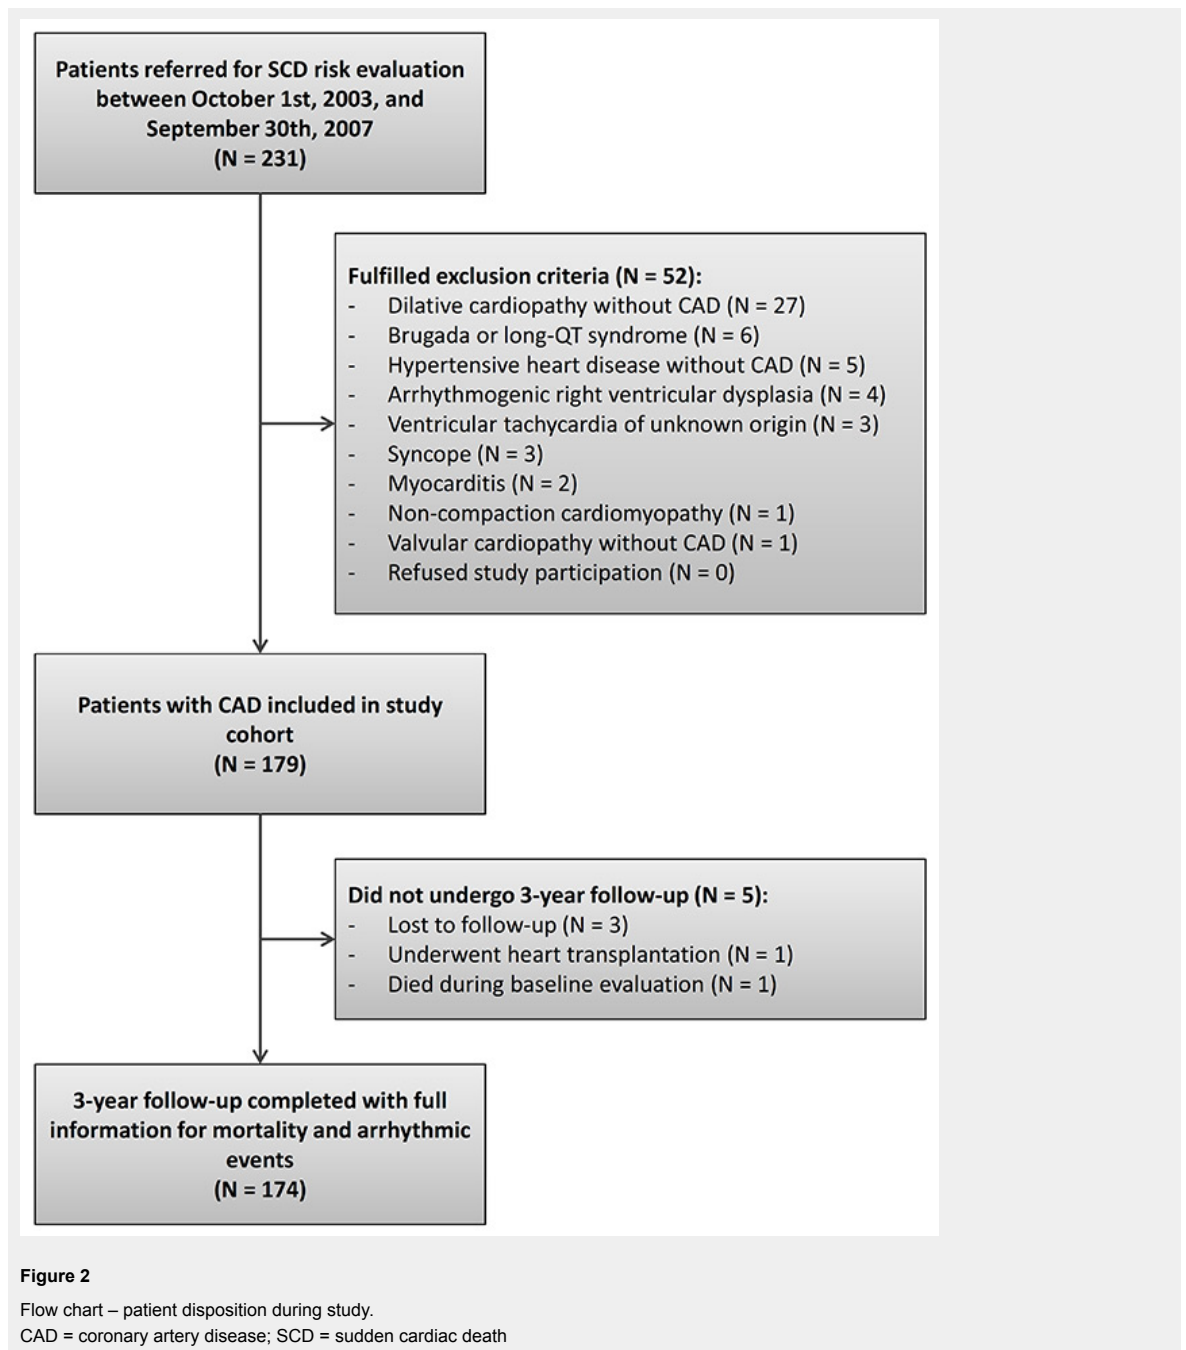 Patients referred for SCD risk evaluation
between October 1st, 2003, and
September 30th, 2007
(N = 231)
Fulfilled exclusion criteria (N = 52):
- Dilative cardiopathy without CAD (N = 27)
- Brugada or long-QT syndrome (N = 6)
- Hypertensive heart disease without CAD (N = 5)
- Arrhythmogenic right ventricular dysplasia (N = 4)
- Ventricular tachycardia of unknown origin (N = 3)
- Syncope (N = 3)
- Myocarditis (N = 2)
- Non-compaction cardiomyopathy (N = 1)
- Valvular cardiopathy without CAD (N = 1)
- Refused study participation (N = 0)
Patients with CAD included in study
cohort
(N = 179)
Did not undergo 3-year follow-up (N = 5):
- Lost to follow-up (N = 3)
- Underwent heart transplantation (N = 1)
- Died during baseline evaluation (N = 1)
3-year follow-up completed with full
information for mortality and arrhythmic
events
(N = 174)
Figure 2
Flow chart – patient disposition during study.
CAD = coronary artery disease; SCD = sudden cardiac death